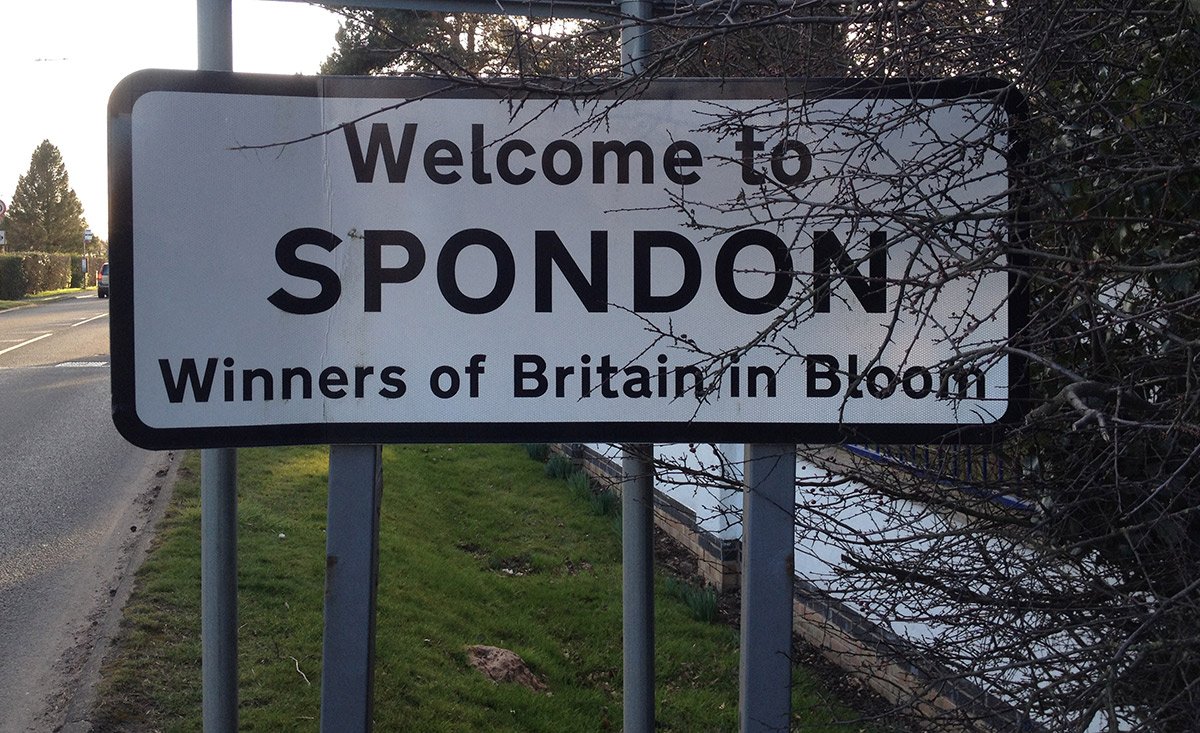 Welcome to
SPONDON
Winners of Britain in Bloom